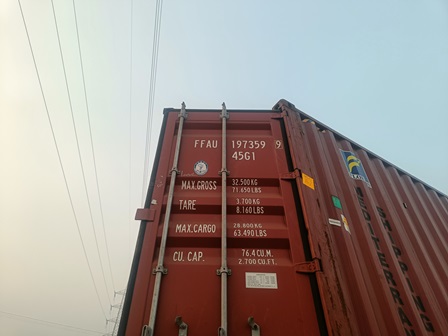 FFAU 197359 9
45G1
MAX.GROSS 32.500 KG
71.650 LBS
TARE 3.700 KG
8.160 LBS
MAX.CARGO 28.800 KG
63.490 LBS
CU. CAP. 76.4 CU.M.
2.700 CU.FT.